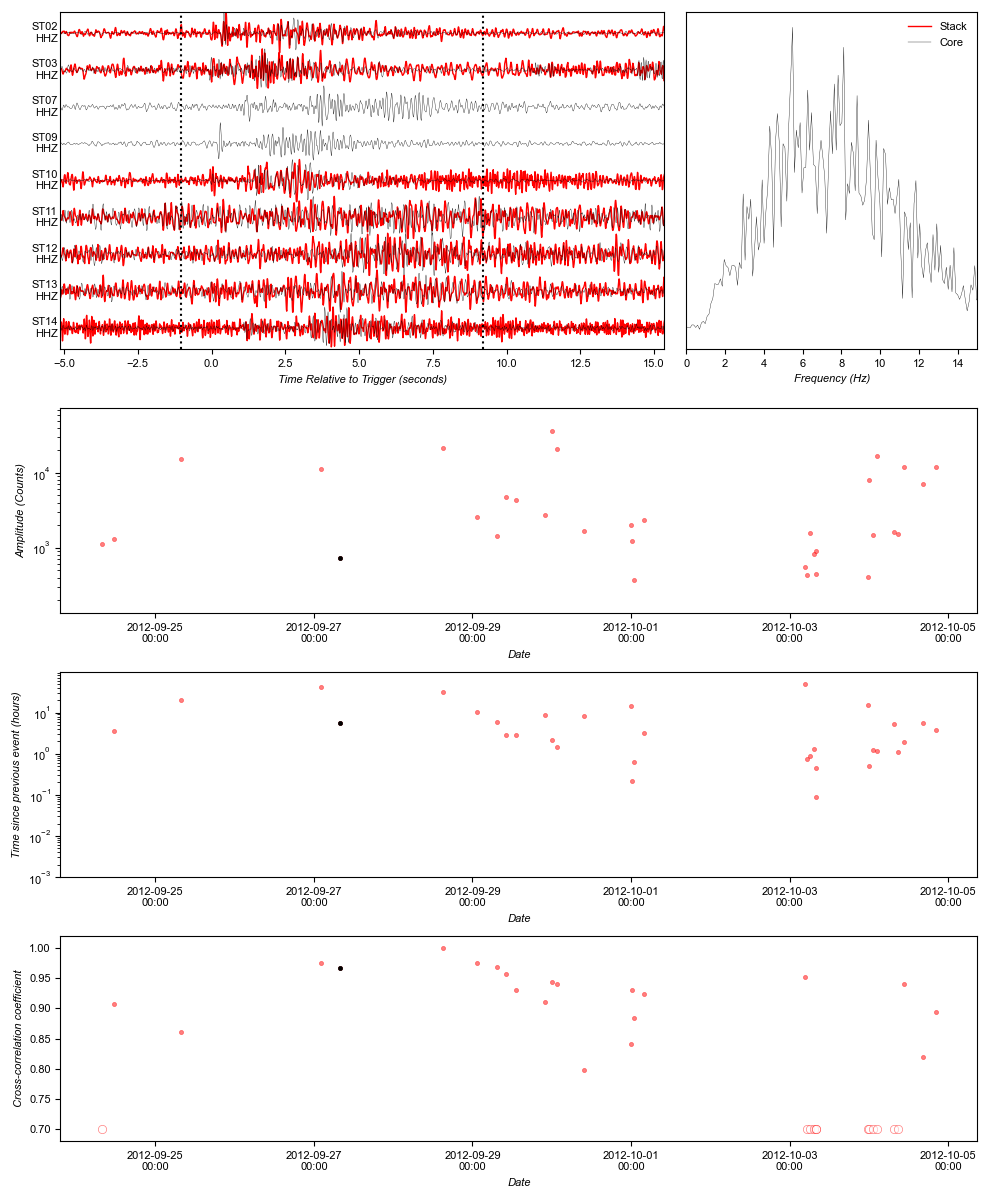 ST02
HHZ
ST03
HHZ
ST07
HHZ
ST09
HHZ
ST10
HHZ
ST11
HHZ
ST12
HHZ
ST13
HHZ
ST14
HHZ
−5.0 −2.5 0.0 2.5 5.0 7.5 10.0 12.5 15.0
Time Relative to Trigger (seconds)
Stack
Core
0 2 4 6 8 10 12 14
Frequency (Hz)
Amplitude (Counts)
10⁴
10³
2012-09-25 2012-09-27 2012-09-29 2012-10-01 2012-10-03 2012-10-05
00:00 00:00 00:00 00:00 00:00 00:00
Date
Time since previous event (hours)
10¹
10⁰
10⁻¹
10⁻²
10⁻³
2012-09-25 2012-09-27 2012-09-29 2012-10-01 2012-10-03 2012-10-05
00:00 00:00 00:00 00:00 00:00 00:00
Date
Cross-correlation coefficient
1.00
0.95
0.90
0.85
0.80
0.75
0.70
2012-09-25 2012-09-27 2012-09-29 2012-10-01 2012-10-03 2012-10-05
00:00 00:00 00:00 00:00 00:00 00:00
Date